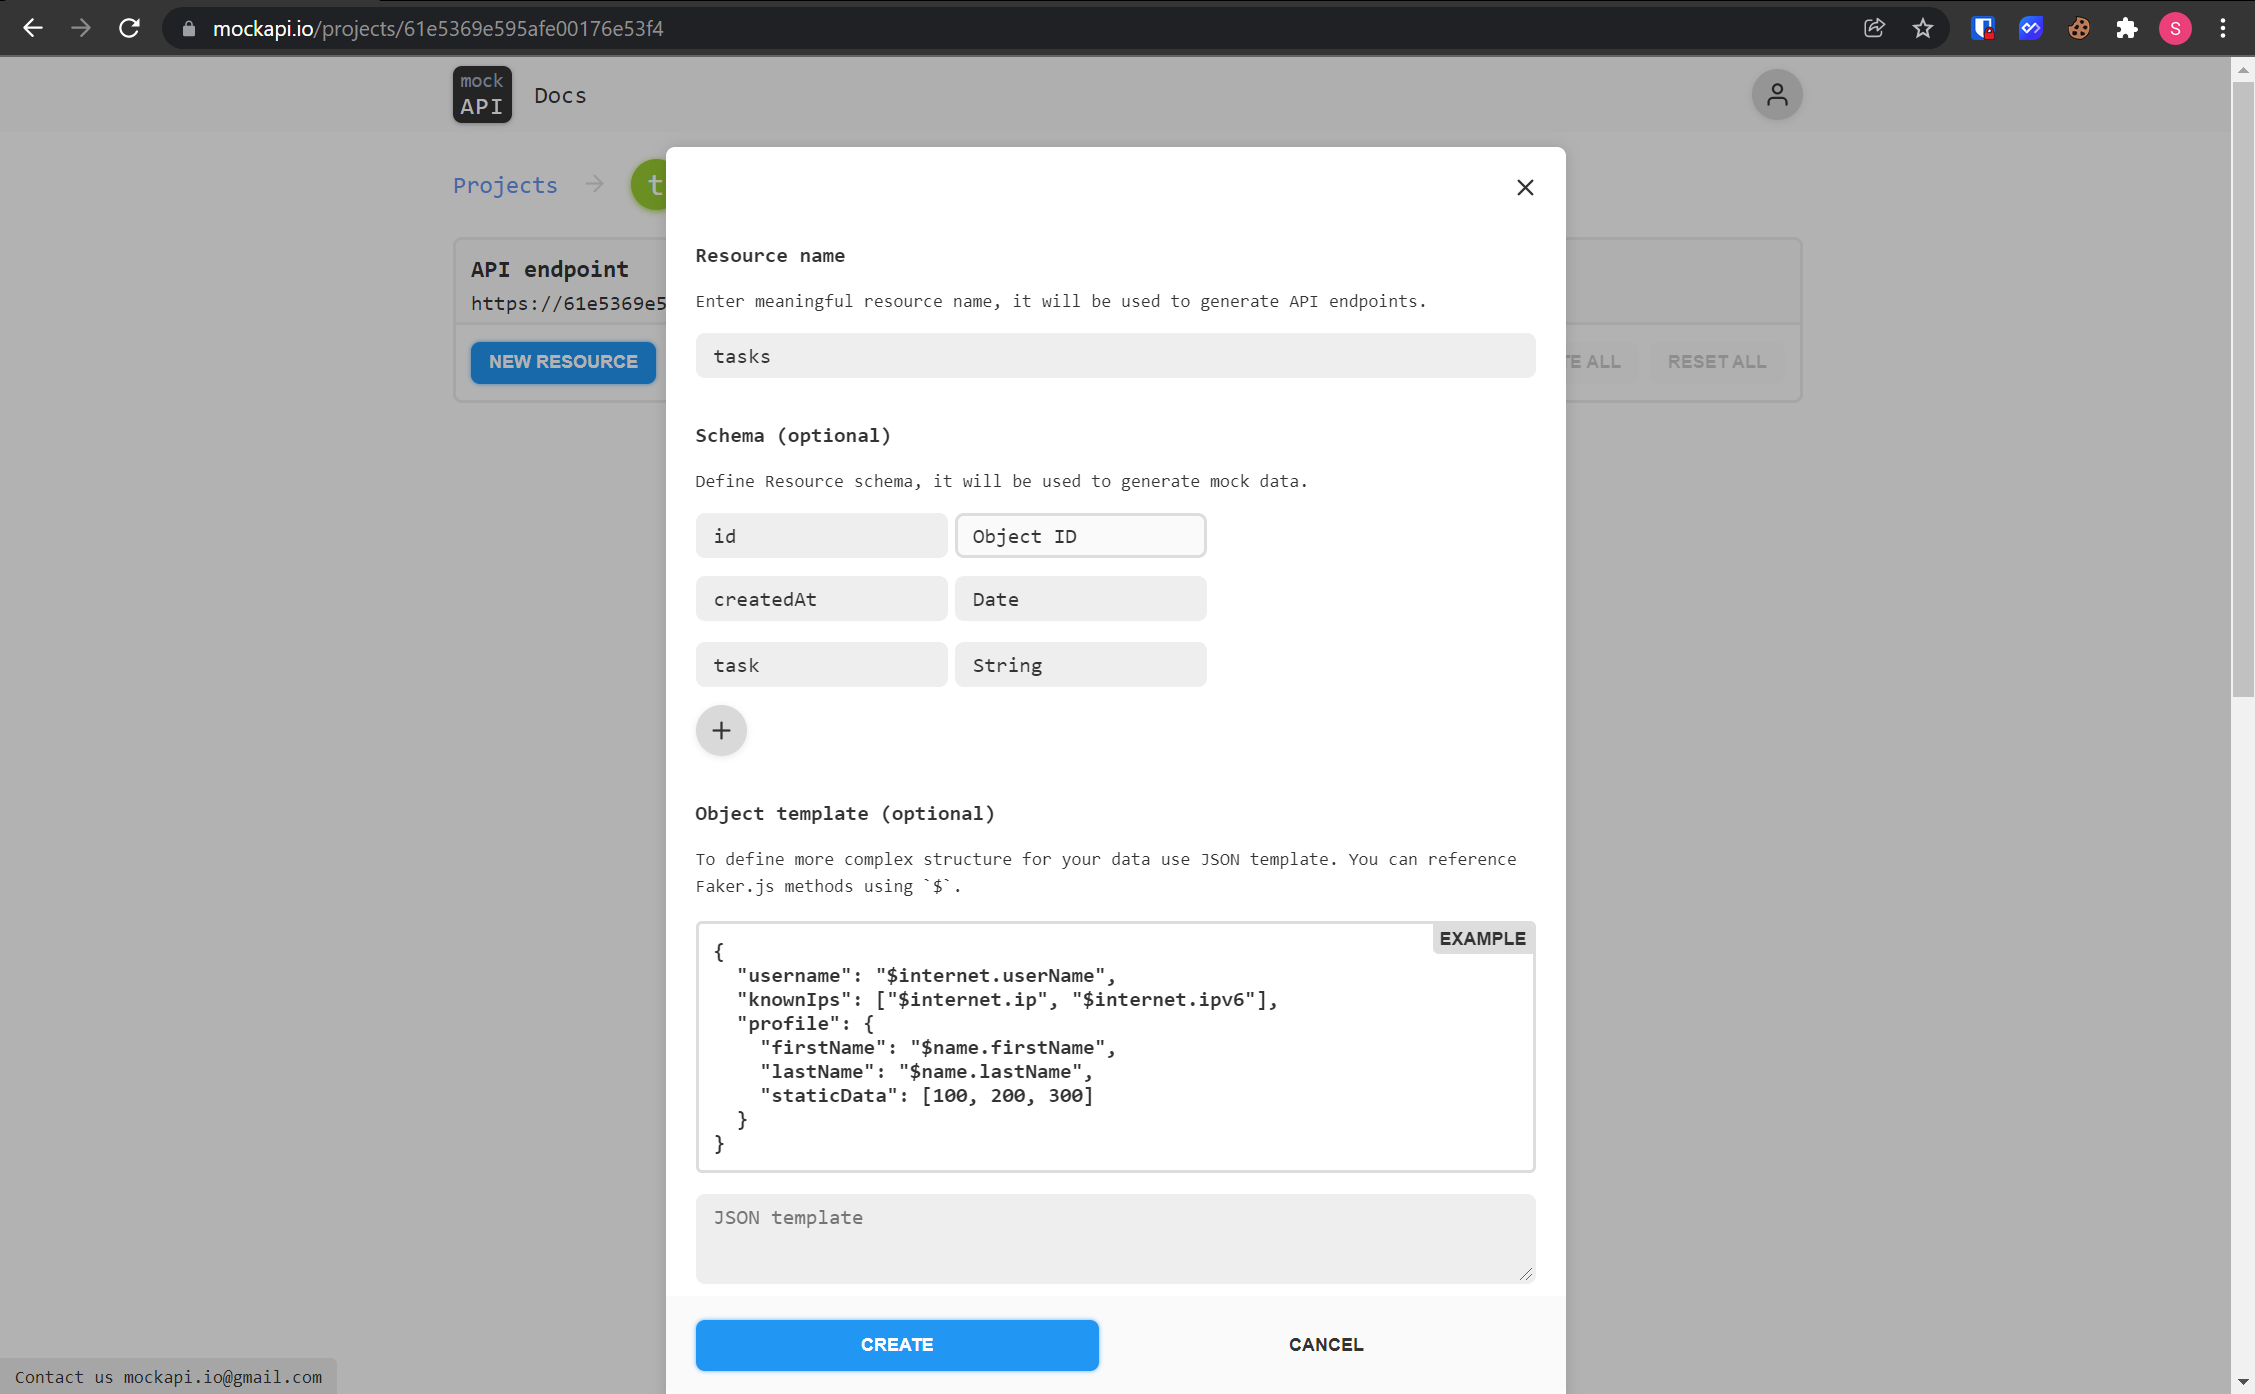 mockapi.io/projects/61e5369e595afe00176e53f4
S
mock
API
Docs
Projects
t
API endpoint
https://61e5369e5
NEW RESOURCE
TE ALL
RESET ALL
Resource name
Enter meaningful resource name, it will be used to generate API endpoints.
tasks
Schema (optional)
Define Resource schema, it will be used to generate mock data.
id Object ID
createdAt Date
task String
+
Object template (optional)
To define more complex structure for your data use JSON template. You can reference
Faker.js methods using `$`.
EXAMPLE
{
"username": "$internet.userName",
"knownIps": ["$internet.ip", "$internet.ipv6"],
"profile": {
"firstName": "$name.firstName",
"lastName": "$name.lastName",
"staticData": [100, 200, 300]
}
}
JSON template
CREATE
CANCEL
Contact us mockapi.io@gmail.com